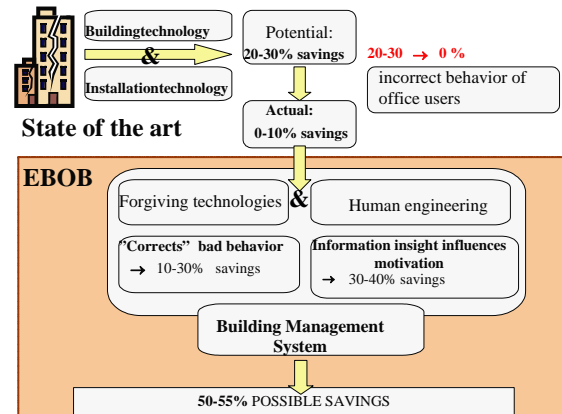 Buildingtechnology
&
Installationtechnology
State of the art
Potential:
20-30% savings
20-30 → 0 %
incorrect behavior of
office users
Actual:
0-10% savings
EBOB
Forgiving technologies
&
Human engineering
"Corrects" bad behavior
→ 10-30% savings
Information insight influences
motivation
→ 30-40% savings
Building Management
System
50-55% POSSIBLE SAVINGS